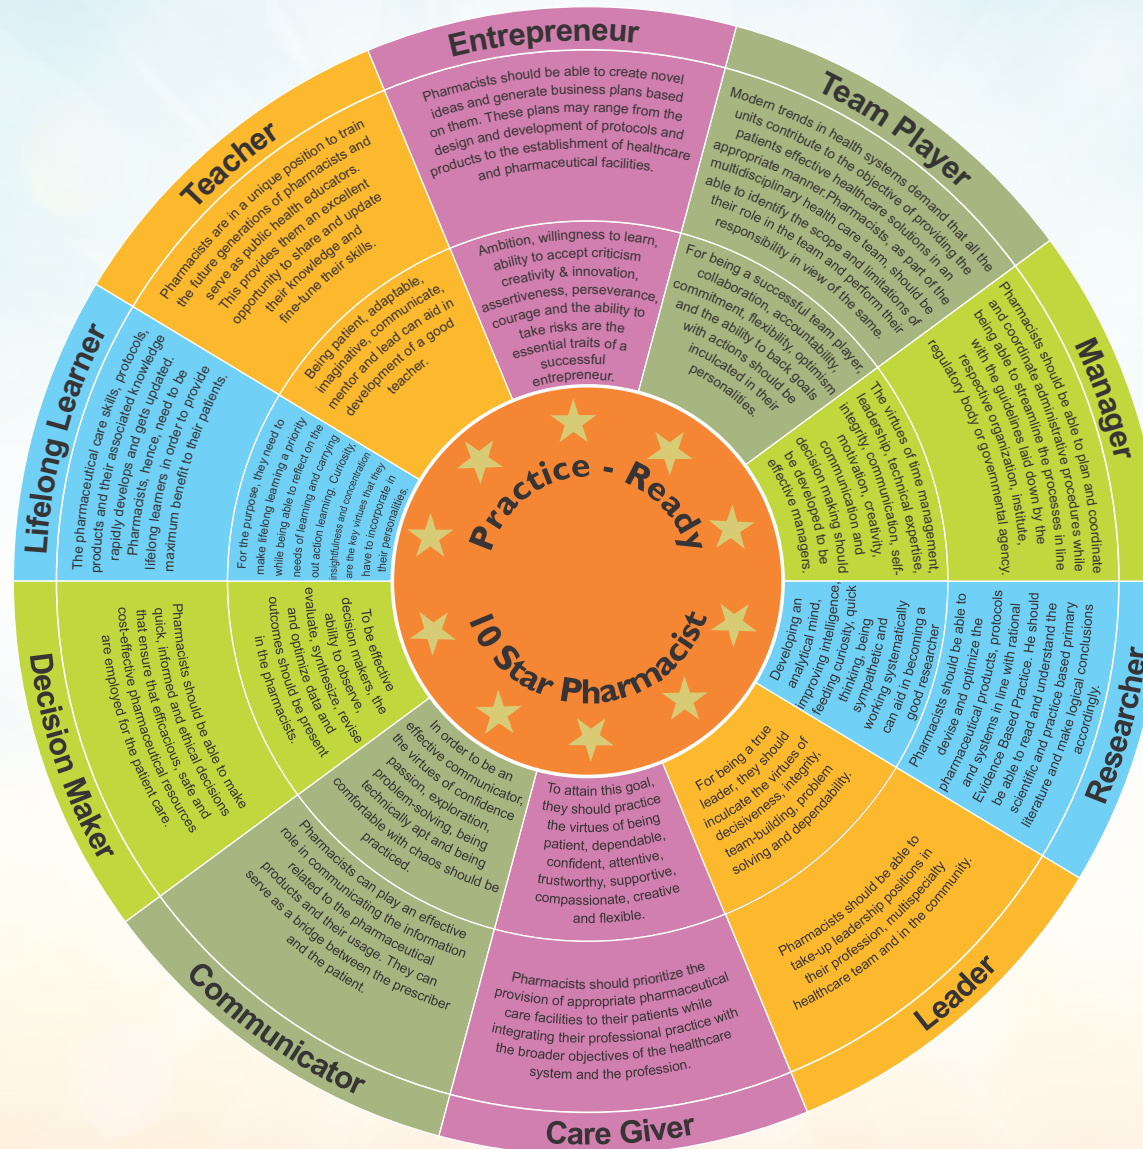 Practice - Ready
10 Star Pharmacist
Entrepreneur
Pharmacists should be able to create novel
ideas and generate business plans based
on them. These plans may range from the
design and development of protocols and
products to the establishment of healthcare
and pharmaceutical facilities.
Ambition, willingness to learn,
ability to accept criticism
creativity & innovation,
assertiveness, perseverance,
courage and the ability to
take risks are the
essential traits of a
successful
entrepreneur.
Team Player
Modern trends in health systems demand that all the
units contribute to the objective of providing the
patients effective healthcare solutions in an
appropriate manner.Pharmacists, as part of the
multidisciplinary health care team, should be
able to identify the scope and limitations of
their role in the team and perform their
responsibility in view of the same.
For being a successful team player,
collaboration, accountability,
commitment, flexibility, optimism
and the ability to back goals
with actions should be
inculcated in their
personalities.
Manager
Pharmacists should be able to plan and coordinate
and coordinate administrative procedures while
being able to streamline the processes in line
with the guidelines laid down by the
respective organization, institute,
regulatory body or governmental agency.
The virtues of time management,
leadership, technical expertise,
integrity, communication, self-
motivation, creativity,
communication and
decision making should
be developed to be
effective managers.
Researcher
Pharmacists should be able to
devise and optimize the
pharmaceutical products, protocols
and systems in line with rational
Evidence Based Practice. He should
be able to read and understand the
scientific and practice based primary
literature and make logical conclusions
accordingly.
Developing an
analytical mind,
improving intelligence,
feeding curiosity, quick
thinking, being
sympathetic and
working systematically
can aid in becoming a
good researcher
Leader
Pharmacists should be able to
take-up leadership positions in
their profession, multispecialty
healthcare team and in the community.
For being a true
leader, they should
inculcate the virtues of
decisiveness, integrity,
team-building, problem
solving and dependability.
Care Giver
To attain this goal,
they should practice
the virtues of being
patient, dependable,
confident, attentive,
trustworthy, supportive,
compassionate, creative
and flexible.
Pharmacists should prioritize the
provision of appropriate pharmaceutical
care facilities to their patients while
integrating their professional practice with
the broader objectives of the healthcare
system and the profession.
Communicator
In order to be an
effective communicator,
the virtues of confidence
passion, exploration,
problem-solving, being
technically apt and being
comfortable with chaos should be
practiced.
Pharmacists can play an effective
role in communicating the information
related to the pharmaceutical
products and their usage. They can
serve as a bridge between the prescriber
and the patient.
Decision Maker
Pharmacists should be able to make
quick, informed and ethical decisions
that ensure that efficacious, safe and
cost-effective pharmaceutical resources
are employed for the patient care.
To be effective
decision makers, the
ability to observe,
evaluate, synthesize, revise
and optimize data and
outcomes should be present
in the pharmacists.
Lifelong Learner
The pharmaceutical care skills, protocols,
products and their associated knowledge
rapidly develops and gets updated.
Pharmacists, hence, need to be
lifelong learners in order to provide
maximum benefit to their patients.
For the purpose, they need to
make lifelong learning a priority
while being able to reflect on the
needs of learning and carrying
out action learning. Curiosity,
insightfulness and concentration
are the key virtues that they
have to incorporate in
their personalities.
Teacher
Pharmacists are in a unique position to train
the future generations of pharmacists and
serve as public health educators.
This provides them an excellent
opportunity to share and update
their knowledge and
fine-tune their skills.
Being patient, adaptable,
imaginative, communicate,
mentor and lead can aid in
development of a good
teacher.